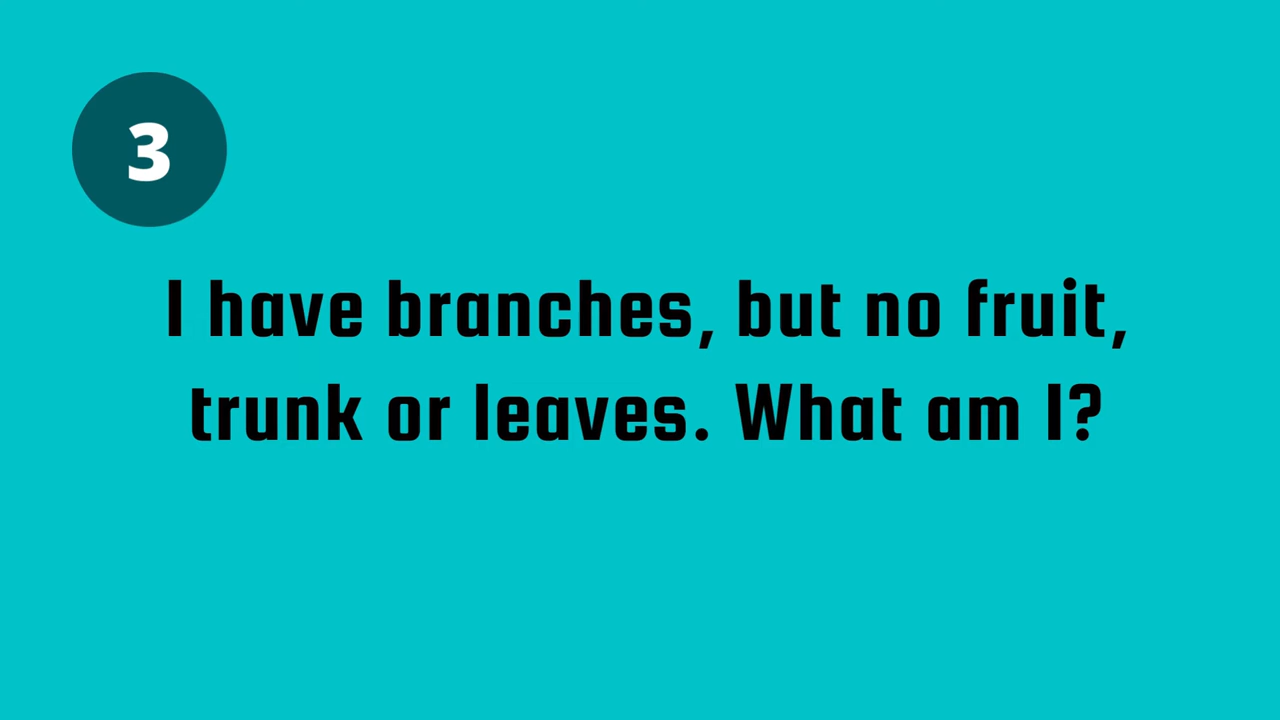 3
I have branches, but no fruit,
trunk or leaves. What am I?